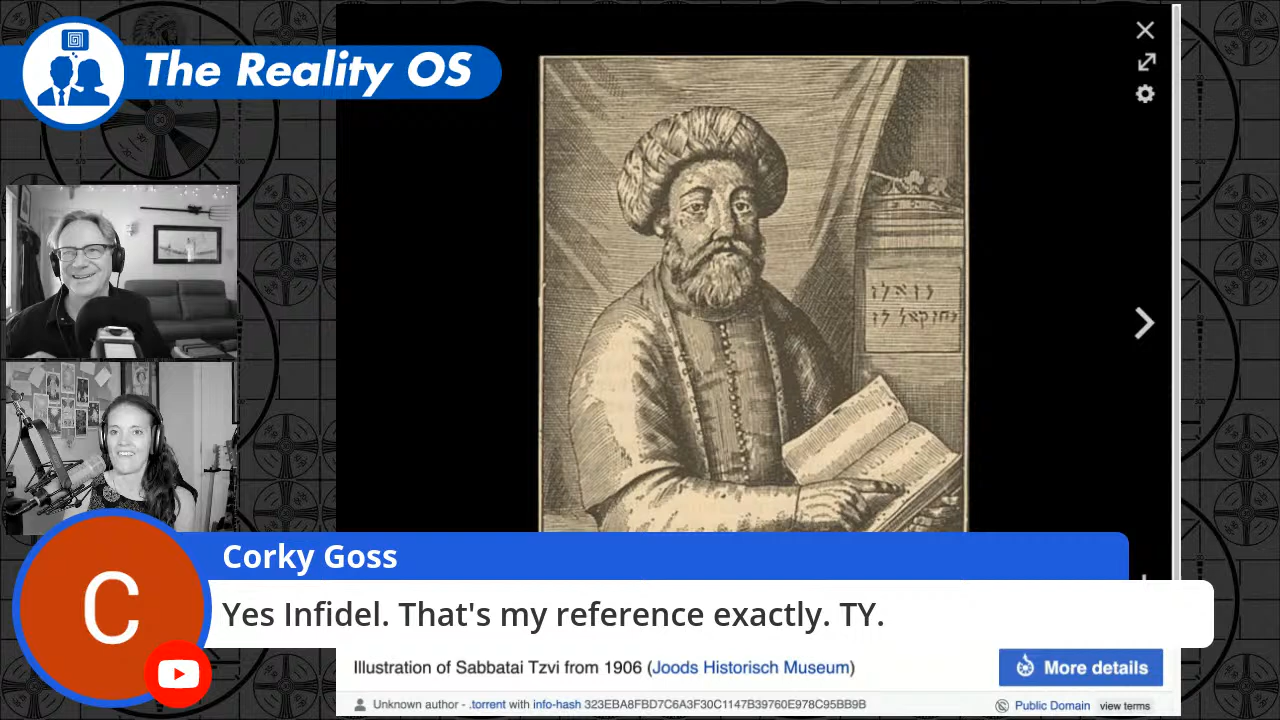 The Reality OS
Corky Goss
C
Yes Infidel. That's my reference exactly. TY.
Illustration of Sabbatai Tzvi from 1906 (Joods Historisch Museum)
More details
Unknown author - .torrent with info-hash 323EBA8FBD7C6A3F30C1147B39760E978C95BB9B
Public Domain view terms